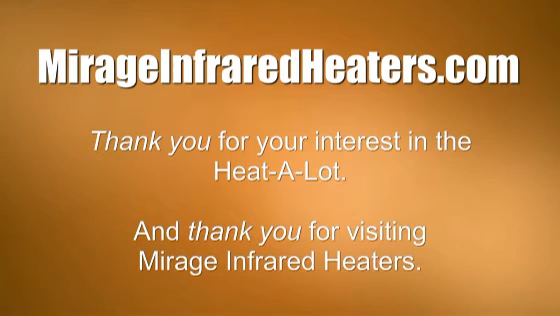 MirageInfraredHeaters.com
Thank you for your interest in the
Heat-A-Lot.
And thank you for visiting
Mirage Infrared Heaters.